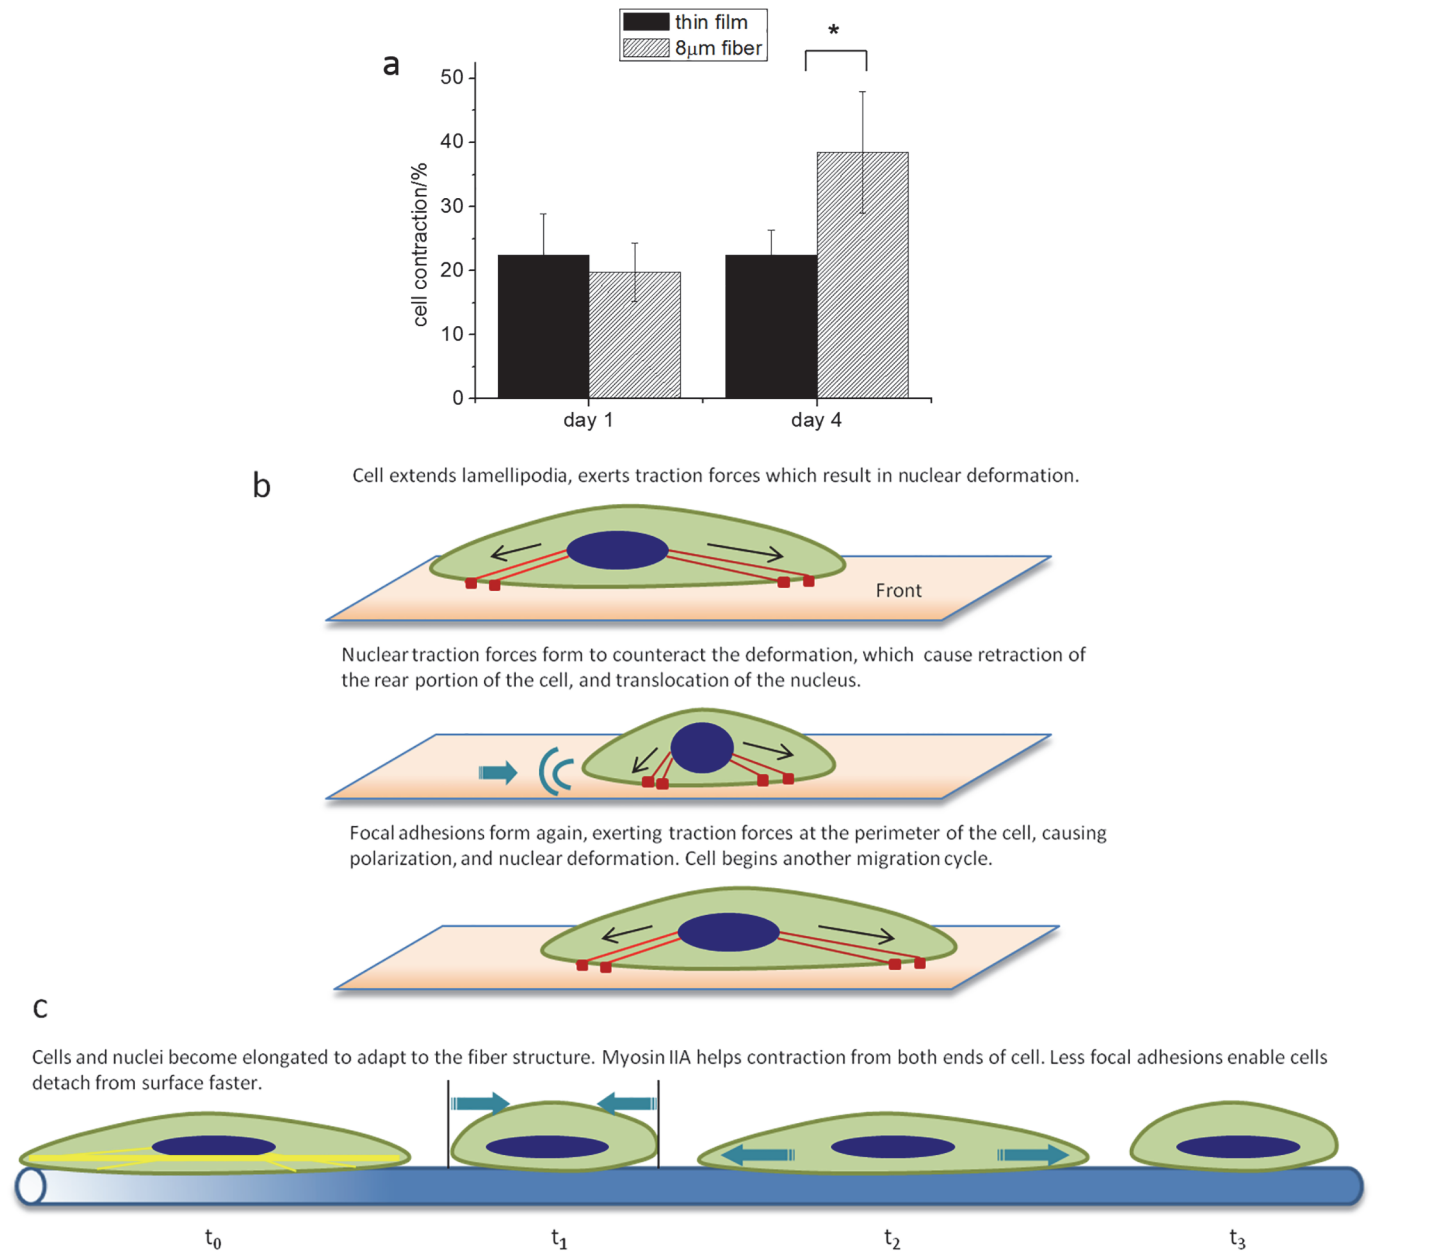 thin film
8μm fiber
*
a
50
40
30
20
10
0
cell contraction/%
day 1
day 4
b
Cell extends lamellipodia, exerts traction forces which result in nuclear deformation.
Front
Nuclear traction forces form to counteract the deformation, which cause retraction of
the rear portion of the cell, and translocation of the nucleus.
Focal adhesions form again, exerting traction forces at the perimeter of the cell, causing
polarization, and nuclear deformation. Cell begins another migration cycle.
c
Cells and nuclei become elongated to adapt to the fiber structure. Myosin IIA helps contraction from both ends of cell. Less focal adhesions enable cells
detach from surface faster.
t0
t1
t2
t3